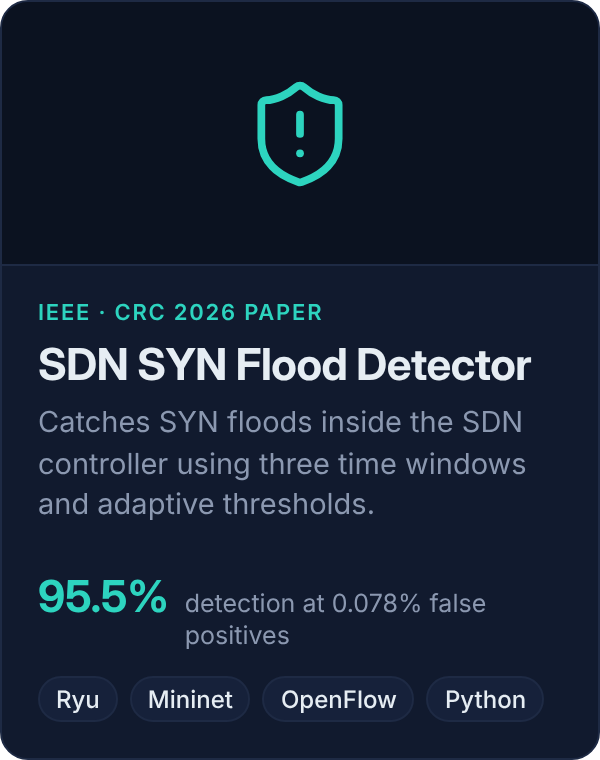 IEEE · CRC 2026 PAPER
SDN SYN Flood Detector
Catches SYN floods inside the SDN
controller using three time windows
and adaptive thresholds.
95.5% detection at 0.078% false
positives
Ryu Mininet OpenFlow Python